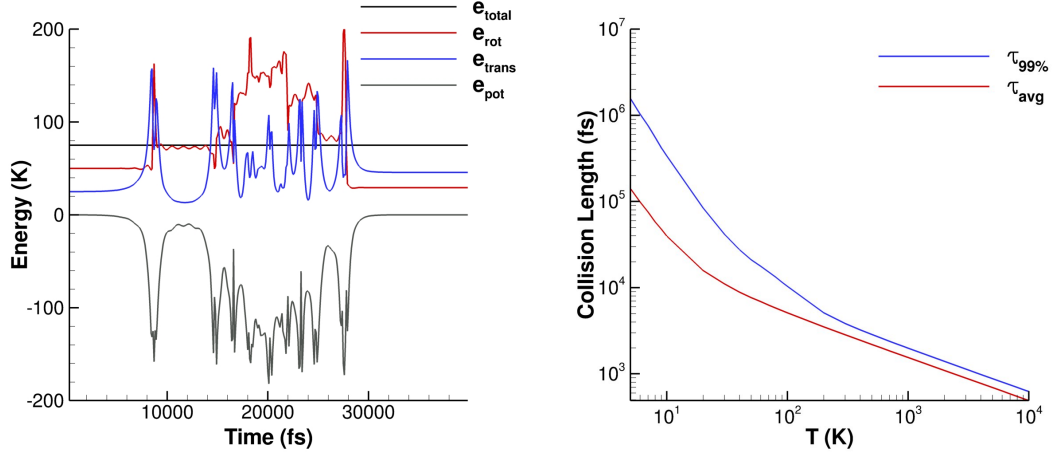 e_total
e_rot
e_trans
e_pot
200
100
0
-100
-200
Energy (K)
10000 20000 30000
Time (fs)
τ_99%
τ_avg
10^7
10^6
10^5
10^4
10^3
Collision Length (fs)
10^1 10^2 10^3 10^4
T (K)